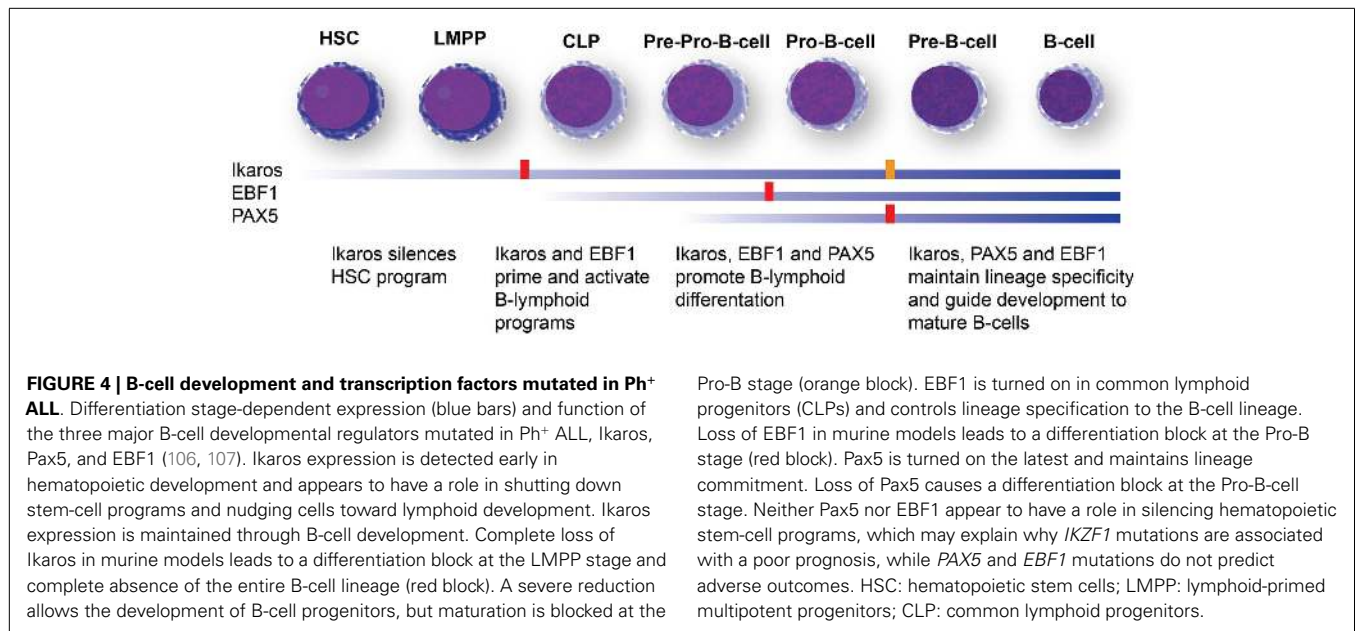 HSC LMPP CLP Pre-Pro-B-cell Pro-B-cell Pre-B-cell B-cell
Ikaros
EBF1
PAX5
Ikaros silences
HSC program
Ikaros and EBF1
prime and activate
B-lymphoid
programs
Ikaros, EBF1 and PAX5
promote B-lymphoid
differentation
Ikaros, PAX5 and EBF1
maintain lineage specificity
and guide development to
mature B-cells
FIGURE 4 | B-cell development and transcription factors mutated in Ph+
ALL. Differentiation stage-dependent expression (blue bars) and function of
the three major B-cell developmental regulators mutated in Ph+ ALL, Ikaros,
Pax5, and EBF1 (106, 107). Ikaros expression is detected early in
hematopoietic development and appears to have a role in shutting down
stem-cell programs and nudging cells toward lymphoid development. Ikaros
expression is maintained through B-cell development. Complete loss of
Ikaros in murine models leads to a differentiation block at the LMPP stage and
complete absence of the entire B-cell lineage (red block). A severe reduction
allows the development of B-cell progenitors, but maturation is blocked at the
Pro-B stage (orange block). EBF1 is turned on in common lymphoid
progenitors (CLPs) and controls lineage specification to the B-cell lineage.
Loss of EBF1 in murine models leads to a differentiation block at the Pro-B
stage (red block). Pax5 is turned on the latest and maintains lineage
commitment. Loss of Pax5 causes a differentiation block at the Pro-B-cell
stage. Neither Pax5 nor EBF1 appear to have a role in silencing hematopoietic
stem-cell programs, which may explain why IKZF1 mutations are associated
with a poor prognosis, while PAX5 and EBF1 mutations do not predict
adverse outcomes. HSC: hematopoietic stem cells; LMPP: lymphoid-primed
multipotent progenitors; CLP: common lymphoid progenitors.